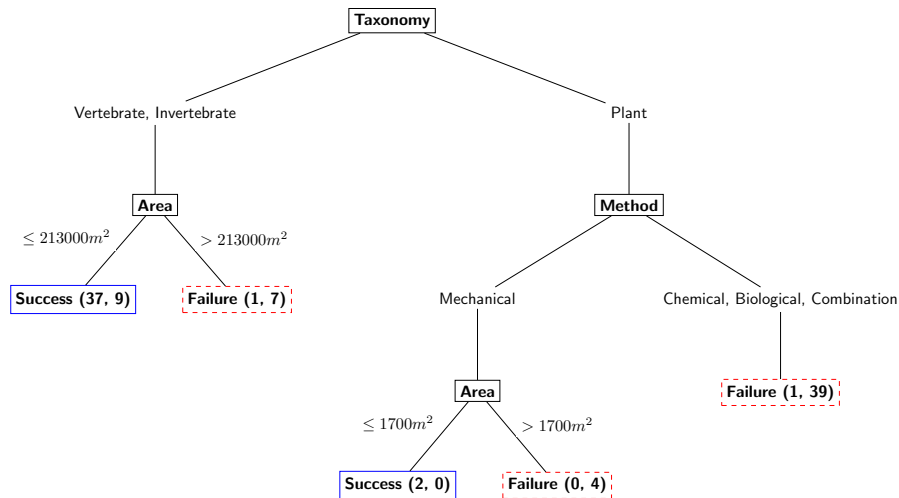 Taxonomy
Vertebrate, Invertebrate
Plant
Area
Method
≤ 213000m²
> 213000m²
Success (37, 9)
Failure (1, 7)
Mechanical
Chemical, Biological, Combination
Area
Failure (1, 39)
≤ 1700m²
> 1700m²
Success (2, 0)
Failure (0, 4)